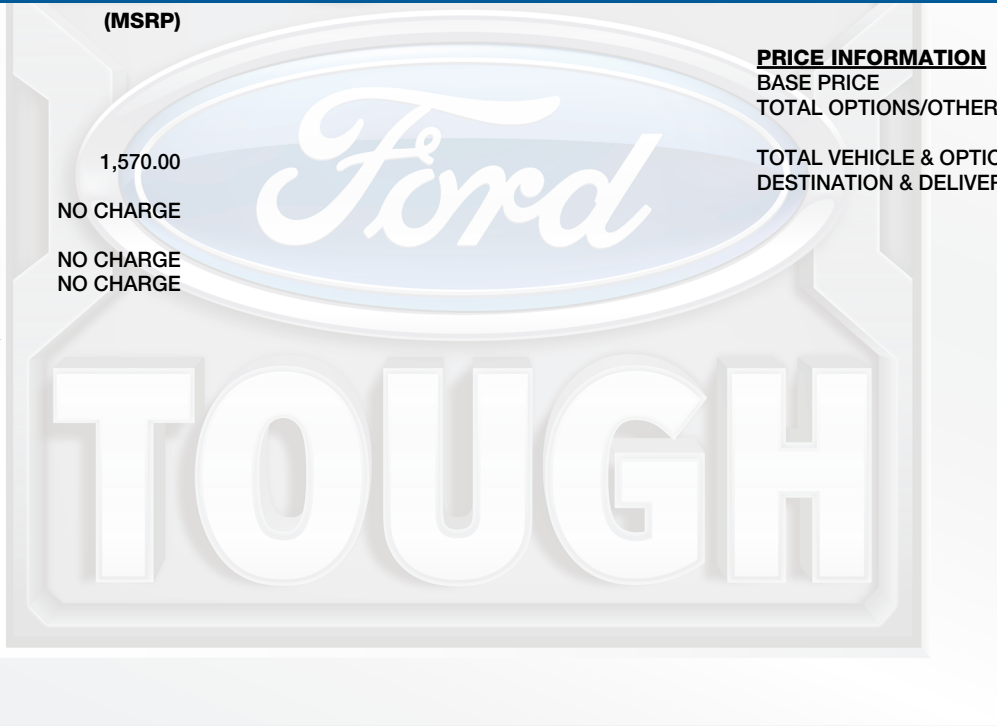 (MSRP)
1,570.00
NO CHARGE
NO CHARGE
NO CHARGE
PRICE INFORMATION
BASE PRICE
TOTAL OPTIONS/OTHER
TOTAL VEHICLE & OPTIO
DESTINATION & DELIVER
Ford
TOUGH